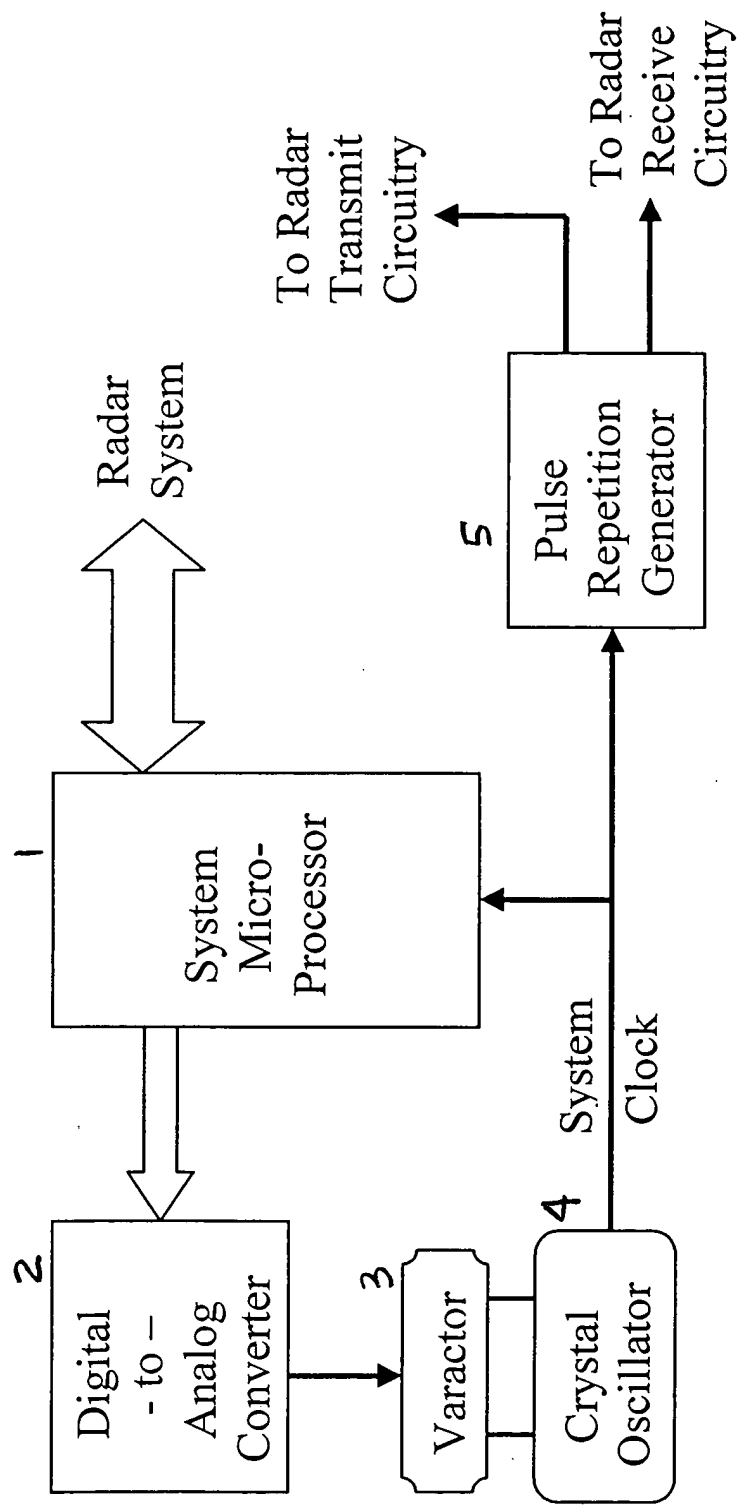 1
System
Micro-
Processor
Radar
System
2
Digital
- to –
Analog
Converter
3
Varactor
4
Crystal
Oscillator
System
Clock
5
Pulse
Repetition
Generator
To Radar
Transmit
Circuitry
To Radar
Receive
Circuitry